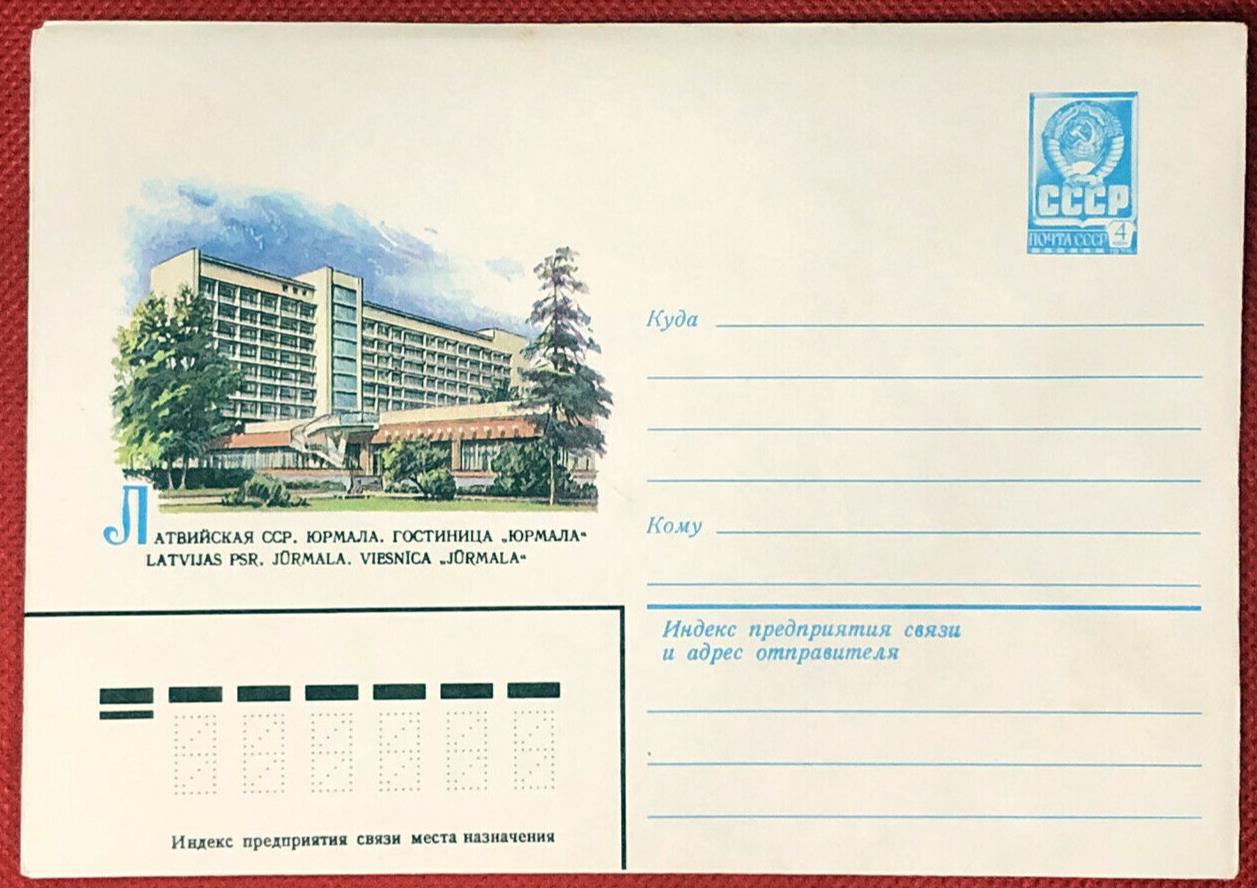 СССР
ПОЧТА СССР 4
Куда
Кому
ЛАТВИЙСКАЯ ССР. ЮРМАЛА. ГОСТИНИЦА „ЮРМАЛА“
LATVIJAS PSR. JŪRMALA. VIESNĪCA „JŪRMALA“
Индекс предприятия связи
и адрес отправителя
Индекс предприятия связи места назначения